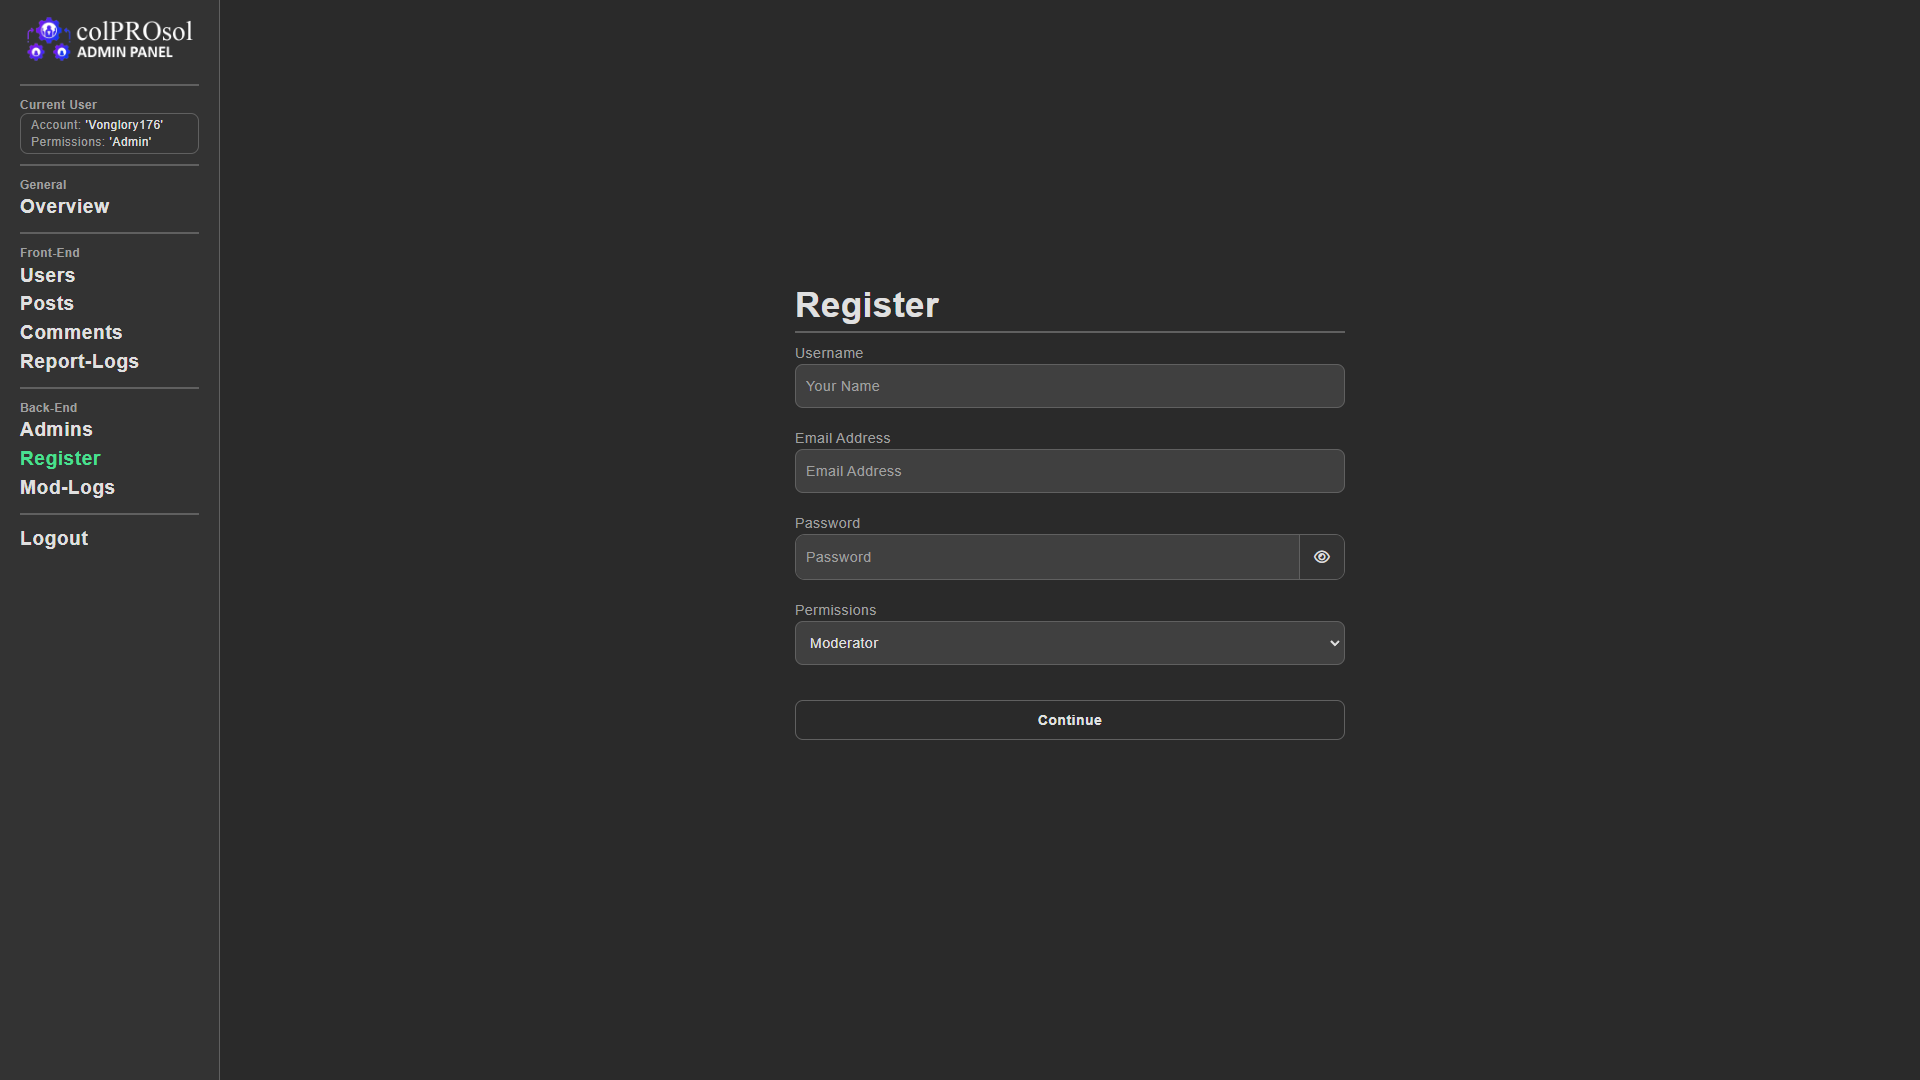 colPROsol
ADMIN PANEL
Current User
Account: 'Vonglory176'
Permissions: 'Admin'
General
Overview
Front-End
Users
Posts
Comments
Report-Logs
Back-End
Admins
Register
Mod-Logs
Logout
Register
Username
Your Name
Email Address
Email Address
Password
Password
Permissions
Moderator
Continue